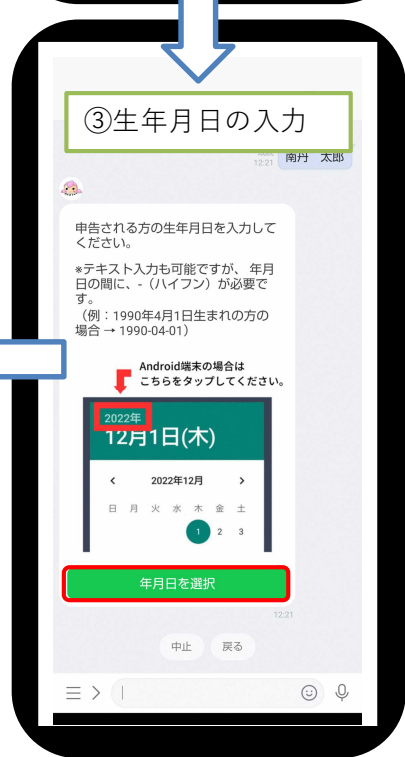 ③生年月日の入力
12:21
南丹 太郎
申告される方の生年月日を入力して
ください。
*テキスト入力も可能ですが、 年月
日の間に、-（ハイフン）が必要で
す。
（例：1990年4月1日生まれの方の
場合 → 1990-04-01）
Android端末の場合は
こちらをタップしてください。
2022年
12月1日(木)
‹ 2022年12月 ›
日 月 火 水 木 金 土
1 2 3
年月日を選択
12:21
中止 戻る